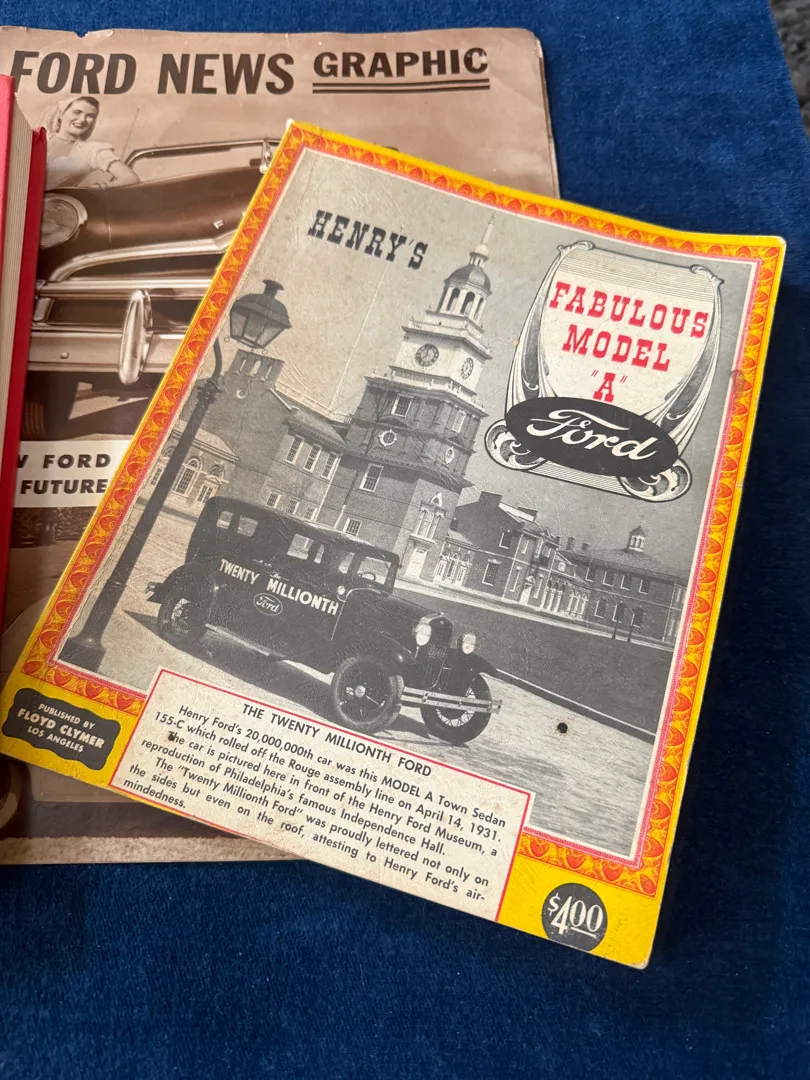 FORD NEWS GRAPHIC
HENRY'S
FABULOUS
MODEL
"A"
Ford
TWENTY MILLIONTH
Ford
FORD
FUTURE
THE TWENTY MILLIONTH FORD
Henry Ford's 20,000,000th car was this MODEL A Town Sedan
155-C which rolled off the Rouge assembly line on April 14, 1931.
The car is pictured here in front of the Henry Ford Museum, a
reproduction of Philadelphia's famous Independence Hall.
The "Twenty Millionth Ford" was proudly lettered not only on
the sides but even on the roof, attesting to Henry Ford's air-
mindedness.
PUBLISHED BY
FLOYD CLYMER
LOS ANGELES
$4.00